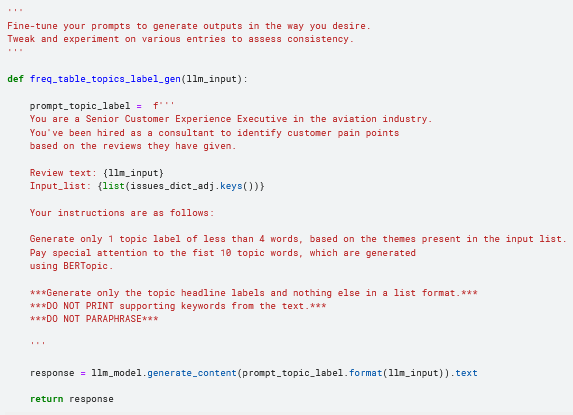 '''
Fine-tune your prompts to generate outputs in the way you desire.
Tweak and experiment on various entries to assess consistency.
'''
def freq_table_topics_label_gen(llm_input):
prompt_topic_label =  f'''
You are a Senior Customer Experience Executive in the aviation industry.
You've been hired as a consultant to identify customer pain points
based on the reviews they have given.
Review text: {llm_input}
Input_list: {list(issues_dict_adj.keys())}
Your instructions are as follows:
Generate only 1 topic label of less than 4 words, based on the themes present in the input list.
Pay special attention to the fist 10 topic words, which are generated
using BERTopic.
***Generate only the topic headline labels and nothing else in a list format.***
***DO NOT PRINT supporting keywords from the text.***
***DO NOT PARAPHRASE***
'''
response = llm_model.generate_content(prompt_topic_label.format(llm_input)).text
return response